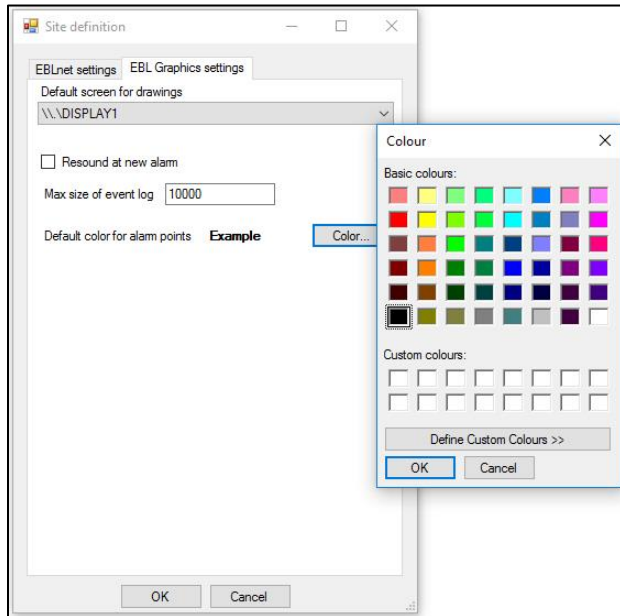 Site definition
EBLnet settings
EBL Graphics settings
Default screen for drawings
\\.\DISPLAY1
Resound at new alarm
Max size of event log 10000
Default color for alarm points Example Color...
OK Cancel
Colour
Basic colours:
Custom colours:
Define Custom Colours >>
OK Cancel